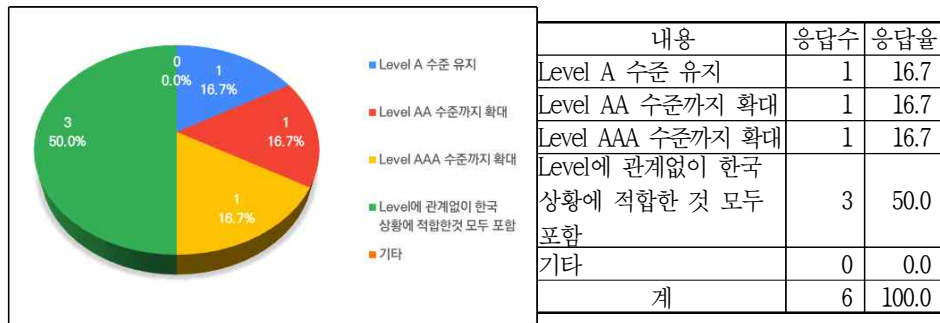 0
0.0%
1
16.7%
1
16.7%
1
16.7%
3
50.0%
Level A 수준 유지
Level AA 수준까지 확대
Level AAA 수준까지 확대
Level에 관계없이 한국
상황에 적합한것 모두 포함
기타
내용 응답수 응답율
Level A 수준 유지 1 16.7
Level AA 수준까지 확대 1 16.7
Level AAA 수준까지 확대 1 16.7
Level에 관계없이 한국
상황에 적합한 것 모두 3 50.0
포함
기타 0 0.0
계 6 100.0